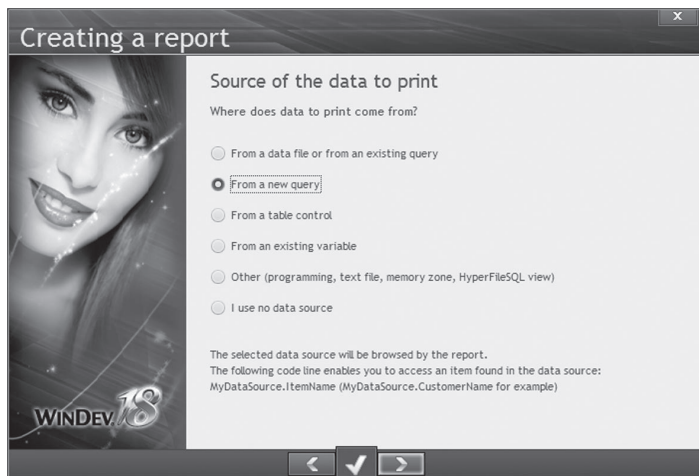 x
Creating a report
Source of the data to print
Where does data to print come from?
From a data file or from an existing query
From a new query
From a table control
From an existing variable
Other (programming, text file, memory zone, HyperFileSQL view)
I use no data source
The selected data source will be browsed by the report.
The following code line enables you to access an item found in the data source:
MyDataSource.ItemName (MyDataSource.CustomerName for example)
WINDEV.18